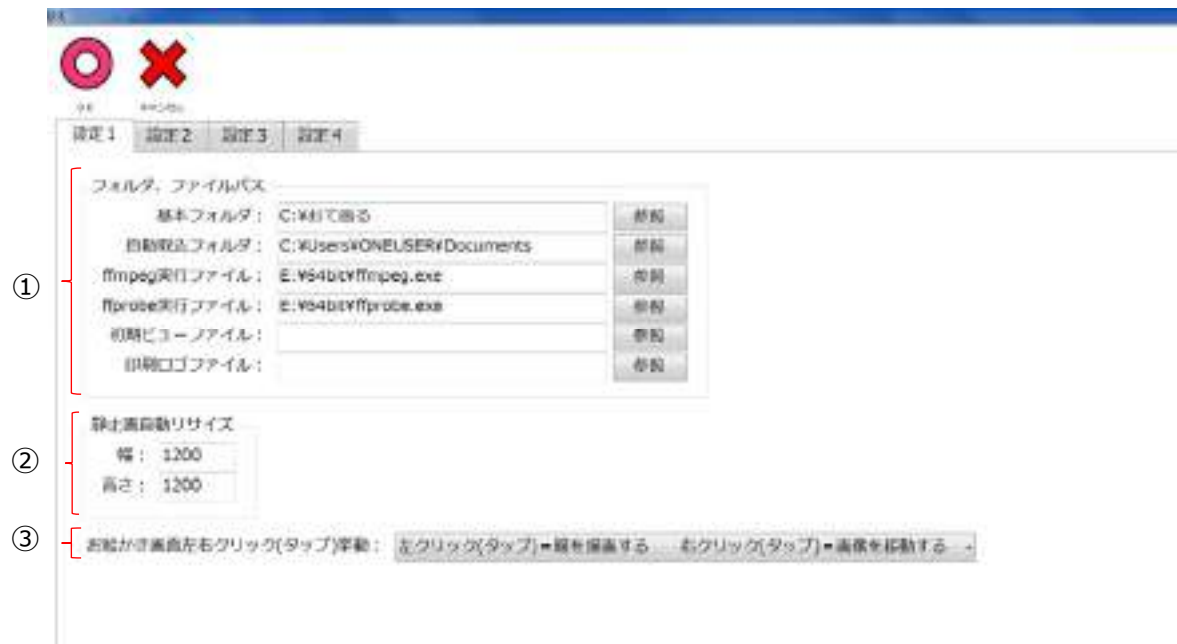 設定1 設定2 設定3 設定4
①
フォルダ、ファイルパス
基本フォルダ:
参照
自動取込フォルダ: C:¥Users¥ONEUSER¥Documents 参照
ffmpeg実行ファイル: E:¥64bit¥ffmpeg.exe 参照
ffprobe実行ファイル: E:¥64bit¥ffprobe.exe 参照
初期ビューファイル: 参照
印刷ロゴファイル: 参照
②
静止画自動リサイズ
幅: 1200
高さ: 1200
③
お絵かき画面左右クリック(タップ)挙動: 左クリック(タップ)=線を描画する 右クリック(タップ)=画像を移動する